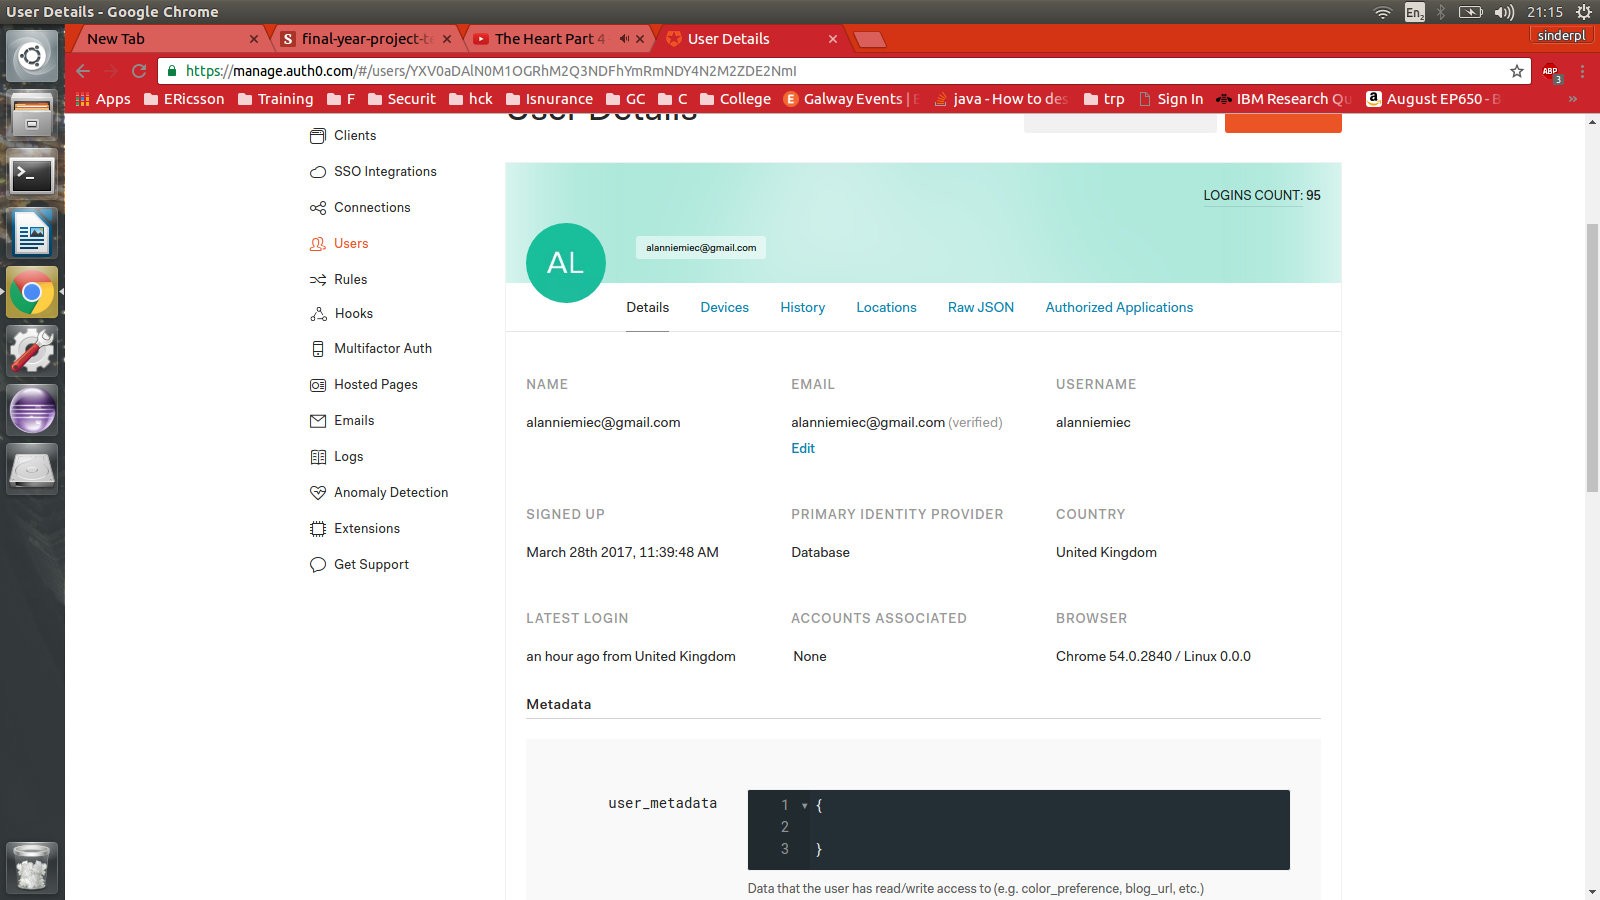 User Details - Google Chrome
En2
21:15
New Tab
final-year-project-te
The Heart Part 4 -
User Details
sinderpl
https://manage.auth0.com/#/users/YXV0aDAlN0M1OGRhM2Q3NDFhYmRmNDY4N2M2ZDE2NmI
ABP
3
Apps
ERicsson
Training
F
Securit
hck
Isnurance
GC
C
College
Galway Events | E
java - How to des
trp
Sign In
IBM Research Qu
August EP650 - B
»
User Details
Clients
SSO Integrations
Connections
Users
Rules
Hooks
Multifactor Auth
Hosted Pages
Emails
Logs
Anomaly Detection
Extensions
Get Support
LOGINS COUNT: 95
AL
alanniemiec@gmail.com
Details
Devices
History
Locations
Raw JSON
Authorized Applications
NAME
EMAIL
USERNAME
alanniemiec@gmail.com
alanniemiec@gmail.com (verified)
alanniemiec
Edit
SIGNED UP
PRIMARY IDENTITY PROVIDER
COUNTRY
March 28th 2017, 11:39:48 AM
Database
United Kingdom
LATEST LOGIN
ACCOUNTS ASSOCIATED
BROWSER
an hour ago from United Kingdom
None
Chrome 54.0.2840 / Linux 0.0.0
Metadata
user_metadata
1 {
2
3 }
Data that the user has read/write access to (e.g. color_preference, blog_url, etc.)